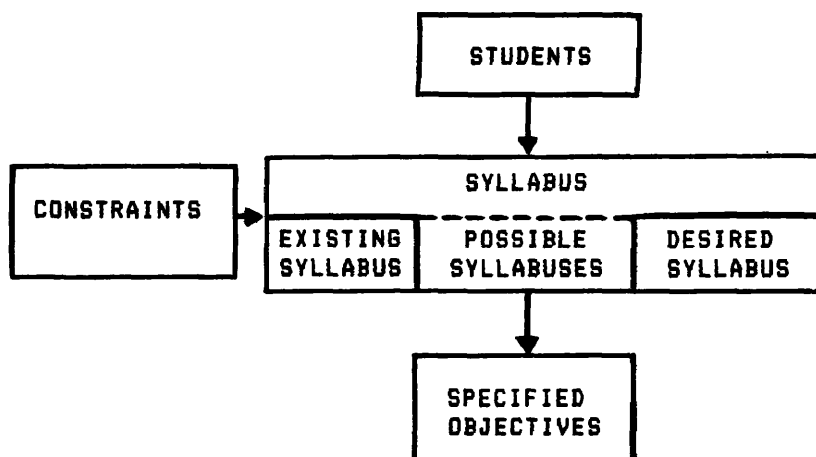 STUDENTS
CONSTRAINTS
SYLLABUS
EXISTING
SYLLABUS
POSSIBLE
SYLLABUSES
DESIRED
SYLLABUS
SPECIFIED
OBJECTIVES